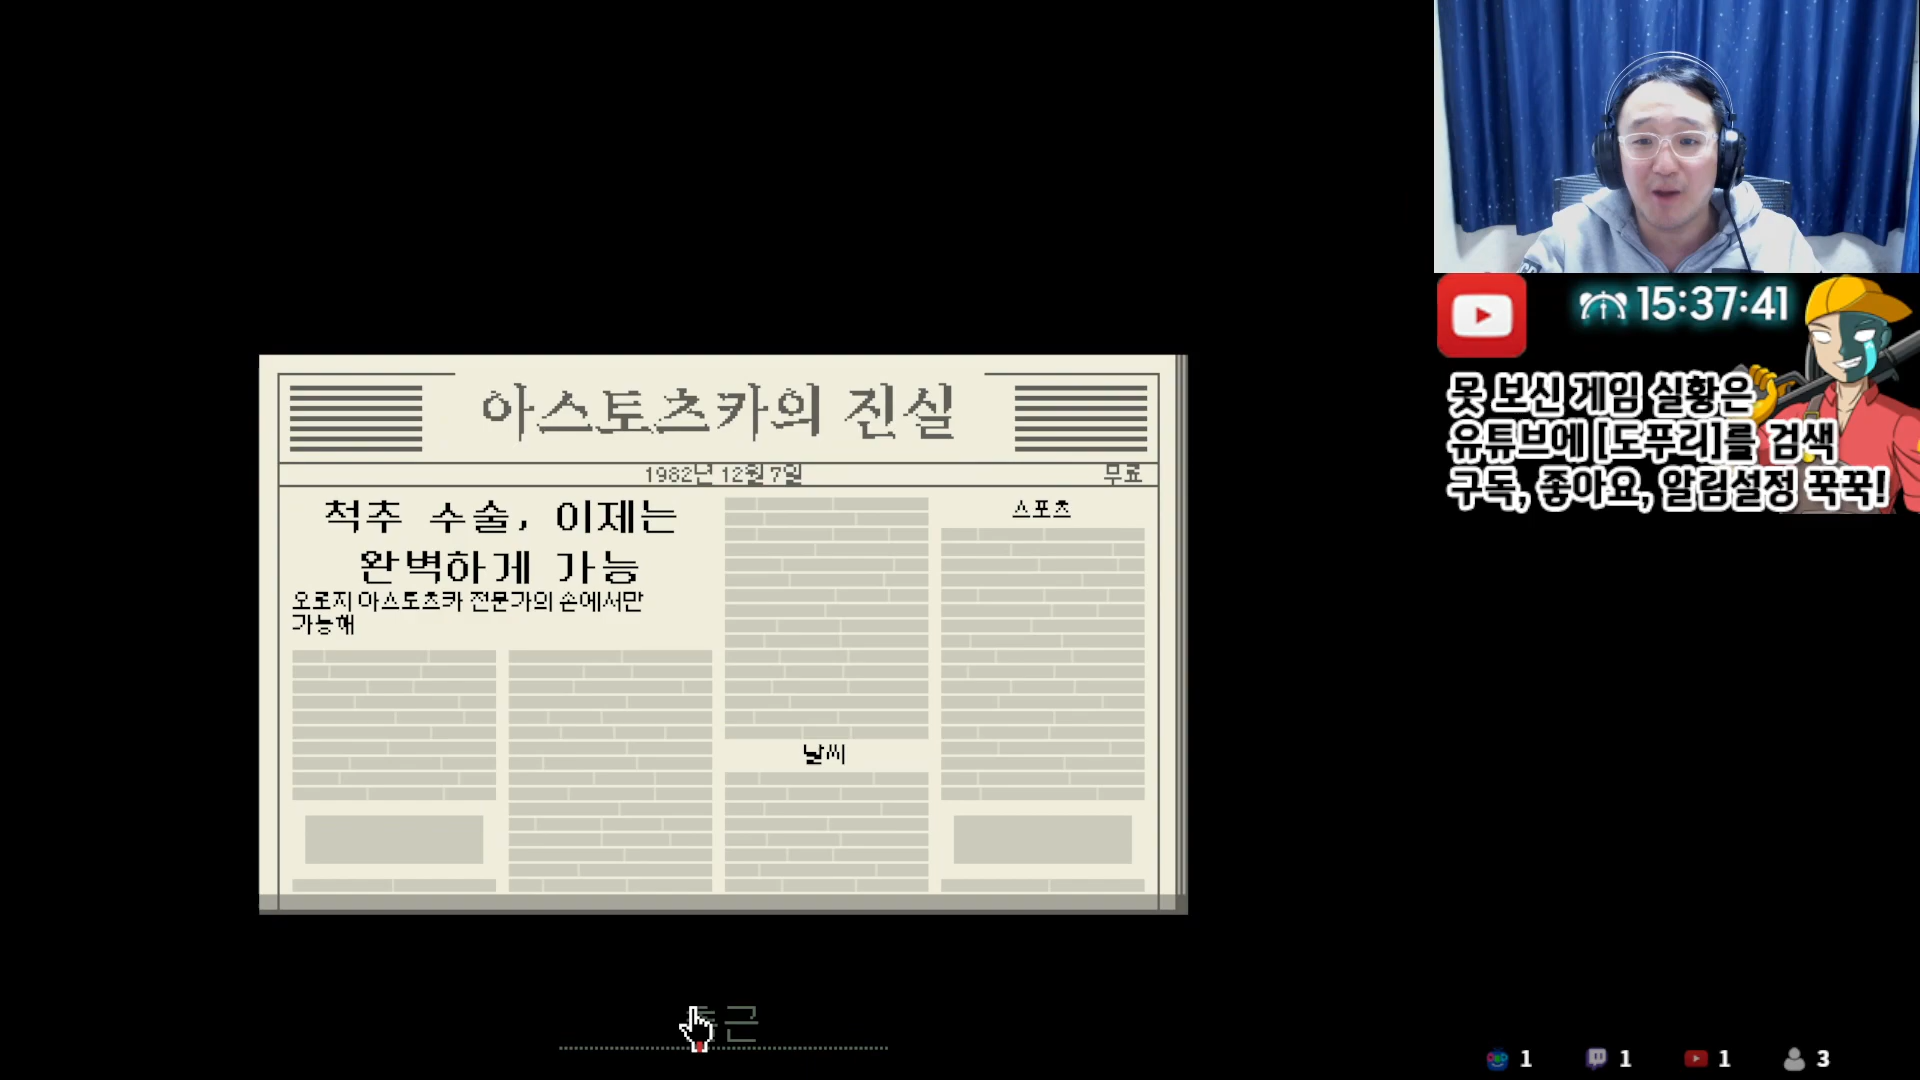 아스토츠카의 진실
1982년 12월 7일
무료
척추 수술, 이제는
완벽하게 가능
오로지 아스토츠카 전문가의 손에서만
가능해
날씨
스포츠
15:37:41
못 보신 게임 실황은
유튜브에 [도푸리]를 검색
구독, 좋아요, 알림설정 꾹꾹!
1
1
1
3